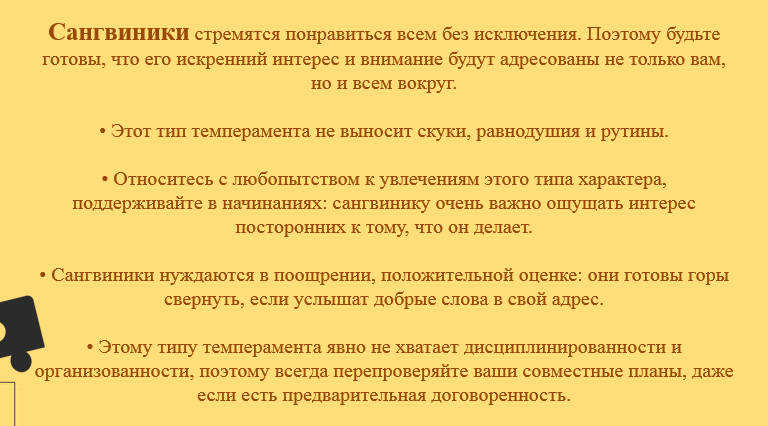 Сангвиники стремятся понравиться всем без исключения. Поэтому будьте
готовы, что его искренний интерес и внимание будут адресованы не только вам,
но и всем вокруг.
• Этот тип темперамента не выносит скуки, равнодушия и рутины.
• Относитесь с любопытством к увлечениям этого типа характера,
поддерживайте в начинаниях: сангвинику очень важно ощущать интерес
посторонних к тому, что он делает.
• Сангвиники нуждаются в поощрении, положительной оценке: они готовы горы
свернуть, если услышат добрые слова в свой адрес.
• Этому типу темперамента явно не хватает дисциплинированности и
организованности, поэтому всегда перепроверяйте ваши совместные планы, даже
если есть предварительная договоренность.